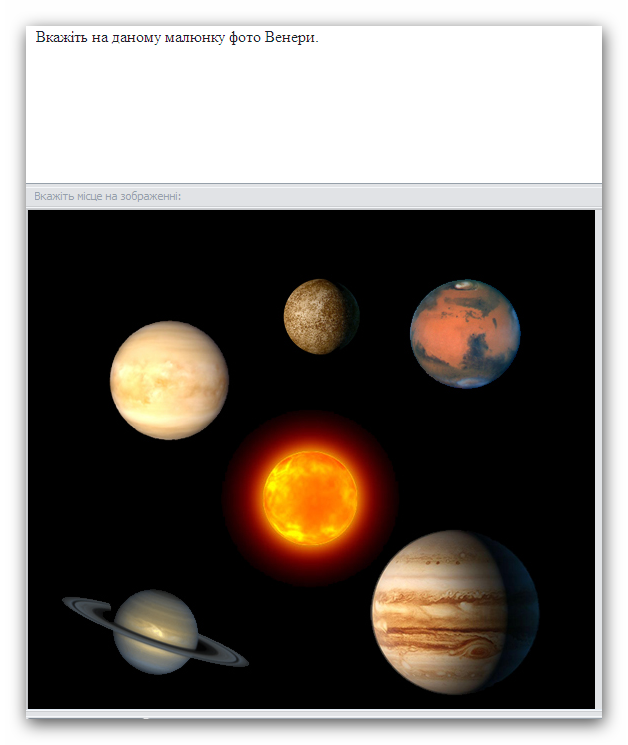 Вкажіть на даному малюнку фото Венери.
Вкажіть місце на зображенні: